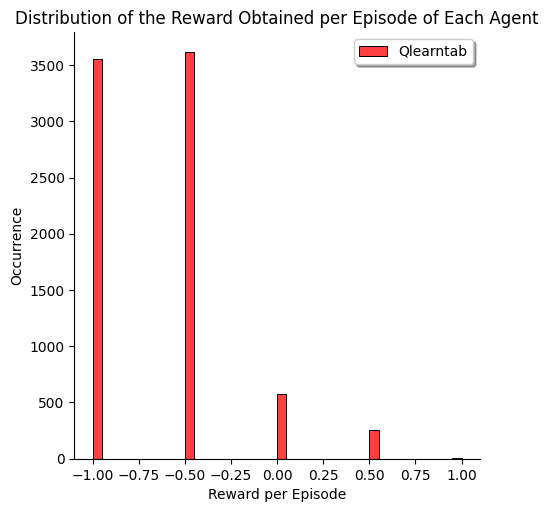 Distribution of the Reward Obtained per Episode of Each Agent
Qlearntab
3500
3000
2500
2000
1500
1000
500
0
Occurrence
−1.00 −0.75 −0.50 −0.25 0.00 0.25 0.50 0.75 1.00
Reward per Episode